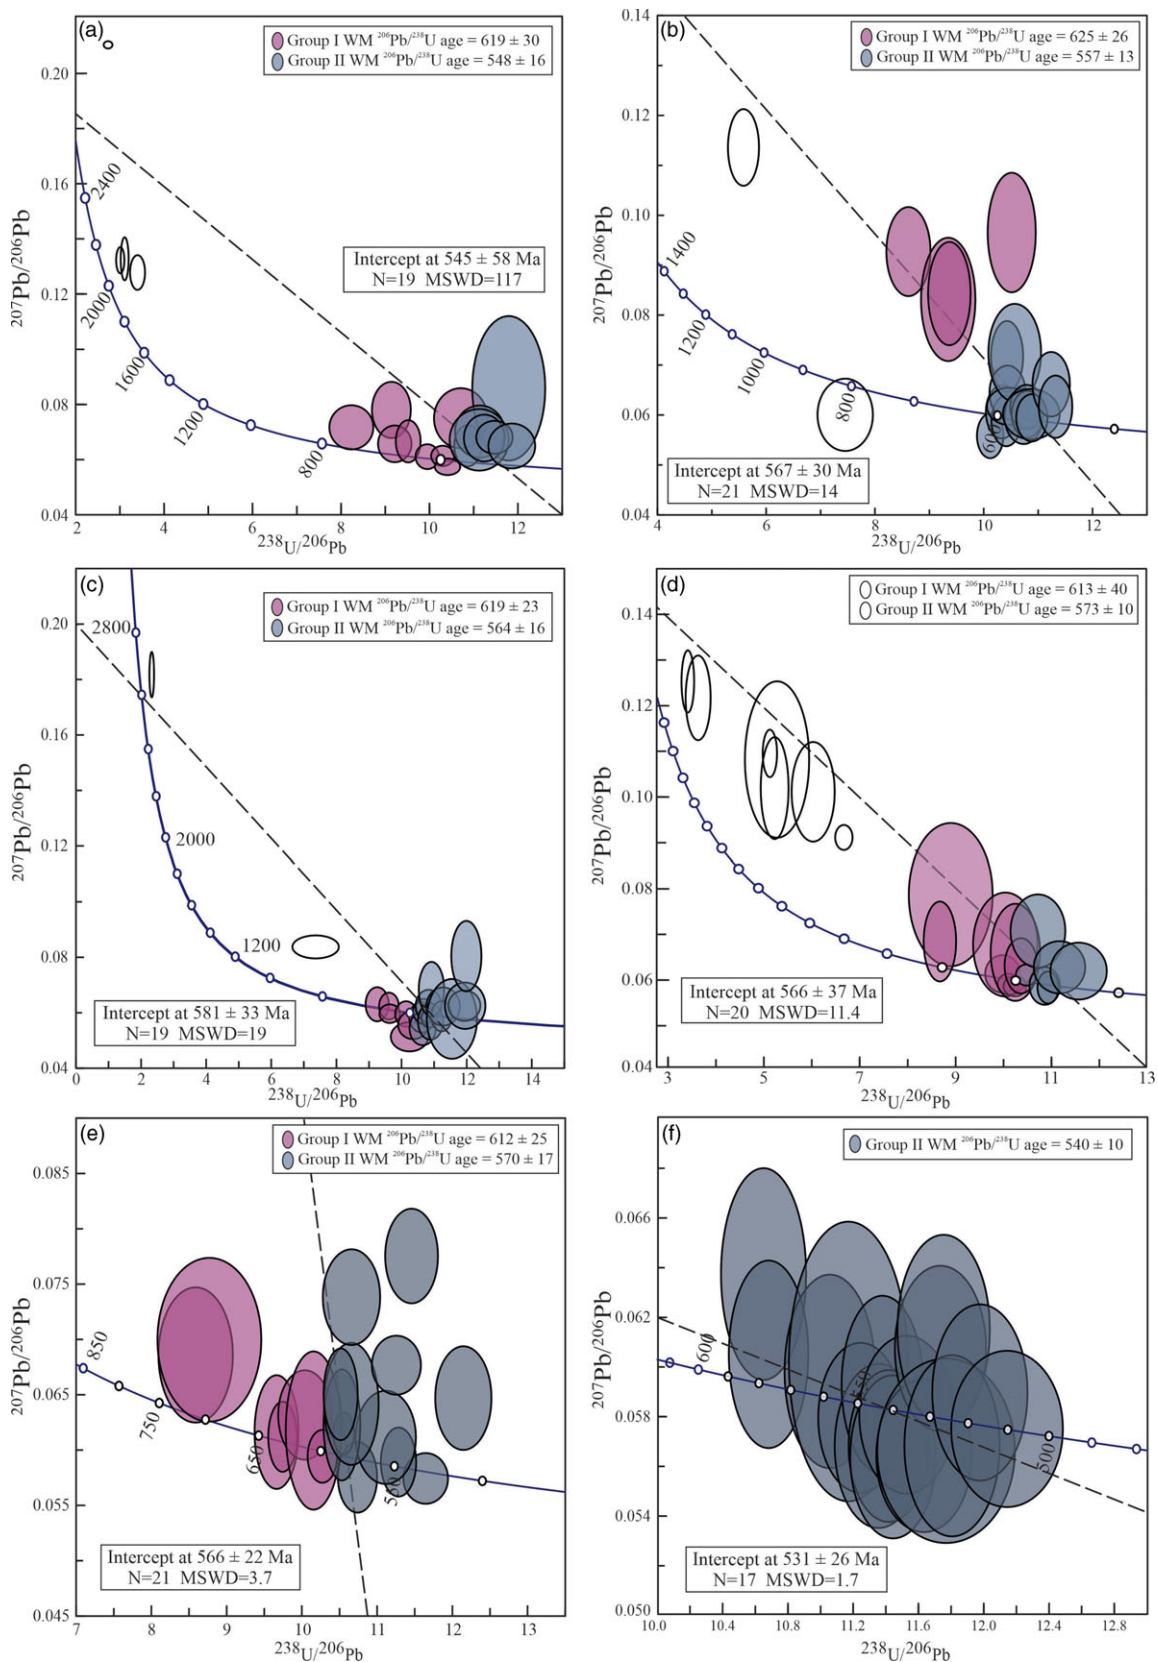 (a)
Group I WM ²⁰⁶Pb/²³⁸U age = 619 ± 30
Group II WM ²⁰⁶Pb/²³⁸U age = 548 ± 16
0.20
0.16
0.12
0.08
0.04
²⁰⁷Pb/²⁰⁶Pb
2400
2000
1600
1200
800
Intercept at 545 ± 58 Ma
N=19 MSWD=117
2 4 6 8 10 12
²³⁸U/²⁰⁶Pb
(b)
Group I WM ²⁰⁶Pb/²³⁸U age = 625 ± 26
Group II WM ²⁰⁶Pb/²³⁸U age = 557 ± 13
0.14
0.12
0.10
0.08
0.06
0.04
²⁰⁷Pb/²⁰⁶Pb
1400
1200
1000
800
600
Intercept at 567 ± 30 Ma
N=21 MSWD=14
4 6 8 10 12
²³⁸U/²⁰⁶Pb
(c)
Group I WM ²⁰⁶Pb/²³⁸U age = 619 ± 23
Group II WM ²⁰⁶Pb/²³⁸U age = 564 ± 16
0.20
0.16
0.12
0.08
0.04
²⁰⁷Pb/²⁰⁶Pb
2800
2000
1200
Intercept at 581 ± 33 Ma
N=19 MSWD=19
0 2 4 6 8 10 12 14
²³⁸U/²⁰⁶Pb
(d)
Group I WM ²⁰⁶Pb/²³⁸U age = 613 ± 40
Group II WM ²⁰⁶Pb/²³⁸U age = 573 ± 10
0.14
0.12
0.10
0.08
0.06
0.04
²⁰⁷Pb/²⁰⁶Pb
Intercept at 566 ± 37 Ma
N=20 MSWD=11.4
3 5 7 9 11 13
²³⁸U/²⁰⁶Pb
(e)
Group I WM ²⁰⁶Pb/²³⁸U age = 612 ± 25
Group II WM ²⁰⁶Pb/²³⁸U age = 570 ± 17
0.085
0.075
0.065
0.055
0.045
²⁰⁷Pb/²⁰⁶Pb
850
750
650
550
Intercept at 566 ± 22 Ma
N=21 MSWD=3.7
7 8 9 10 11 12 13
²³⁸U/²⁰⁶Pb
(f)
Group II WM ²⁰⁶Pb/²³⁸U age = 540 ± 10
0.066
0.062
0.058
0.054
0.050
²⁰⁷Pb/²⁰⁶Pb
600
550
500
Intercept at 531 ± 26 Ma
N=17 MSWD=1.7
10.0 10.4 10.8 11.2 11.6 12.0 12.4 12.8
²³⁸U/²⁰⁶Pb